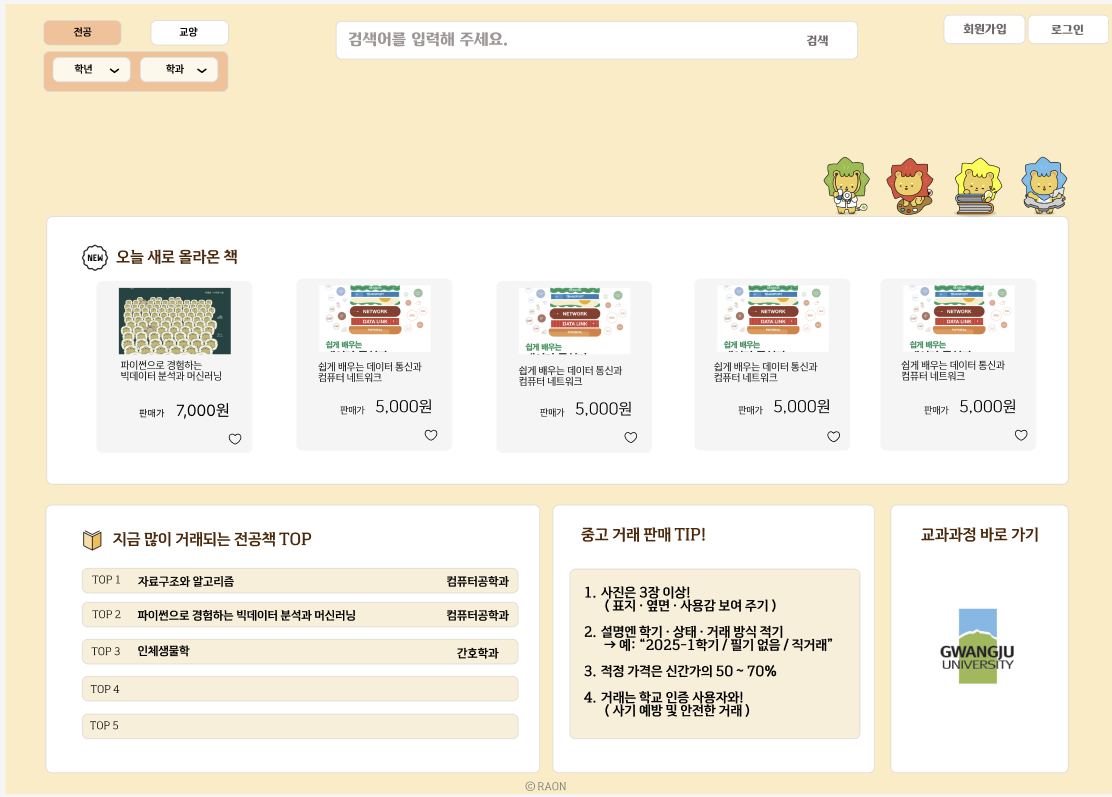 전공
교양
검색어를 입력해 주세요.
검색
회원가입
로그인
학년
학과
NEW
오늘 새로 올라온 책
파이썬으로 경험하는
빅데이터 분석과 머신러닝
판매가 7,000원
NETWORK
DATA LINK
쉽게 배우는
쉽게 배우는 데이터 통신과
컴퓨터 네트워크
판매가 5,000원
NETWORK
DATA LINK
쉽게 배우는
쉽게 배우는 데이터 통신과
컴퓨터 네트워크
판매가 5,000원
NETWORK
DATA LINK
쉽게 배우는
쉽게 배우는 데이터 통신과
컴퓨터 네트워크
판매가 5,000원
NETWORK
DATA LINK
쉽게 배우는
쉽게 배우는 데이터 통신과
컴퓨터 네트워크
판매가 5,000원
지금 많이 거래되는 전공책 TOP
TOP 1 자료구조와 알고리즘 컴퓨터공학과
TOP 2 파이썬으로 경험하는 빅데이터 분석과 머신러닝 컴퓨터공학과
TOP 3 인체생물학 간호학과
TOP 4
TOP 5
중고 거래 판매 TIP!
1. 사진은 3장 이상!
( 표지 · 옆면 · 사용감 보여 주기 )
2. 설명엔 학기 · 상태 · 거래 방식 적기
→ 예: “2025-1학기 / 필기 없음 / 직거래”
3. 적정 가격은 신간가의 50 ~ 70%
4. 거래는 학교 인증 사용자와!
( 사기 예방 및 안전한 거래 )
교과과정 바로 가기
GWANGJU
UNIVERSITY
© RAON